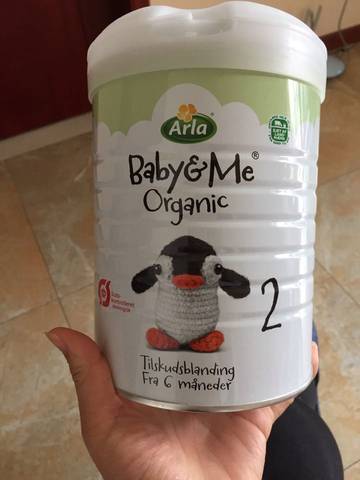 Arla
Baby&Me®
Organic
2
Tilskudsblanding
Fra 6 måneder